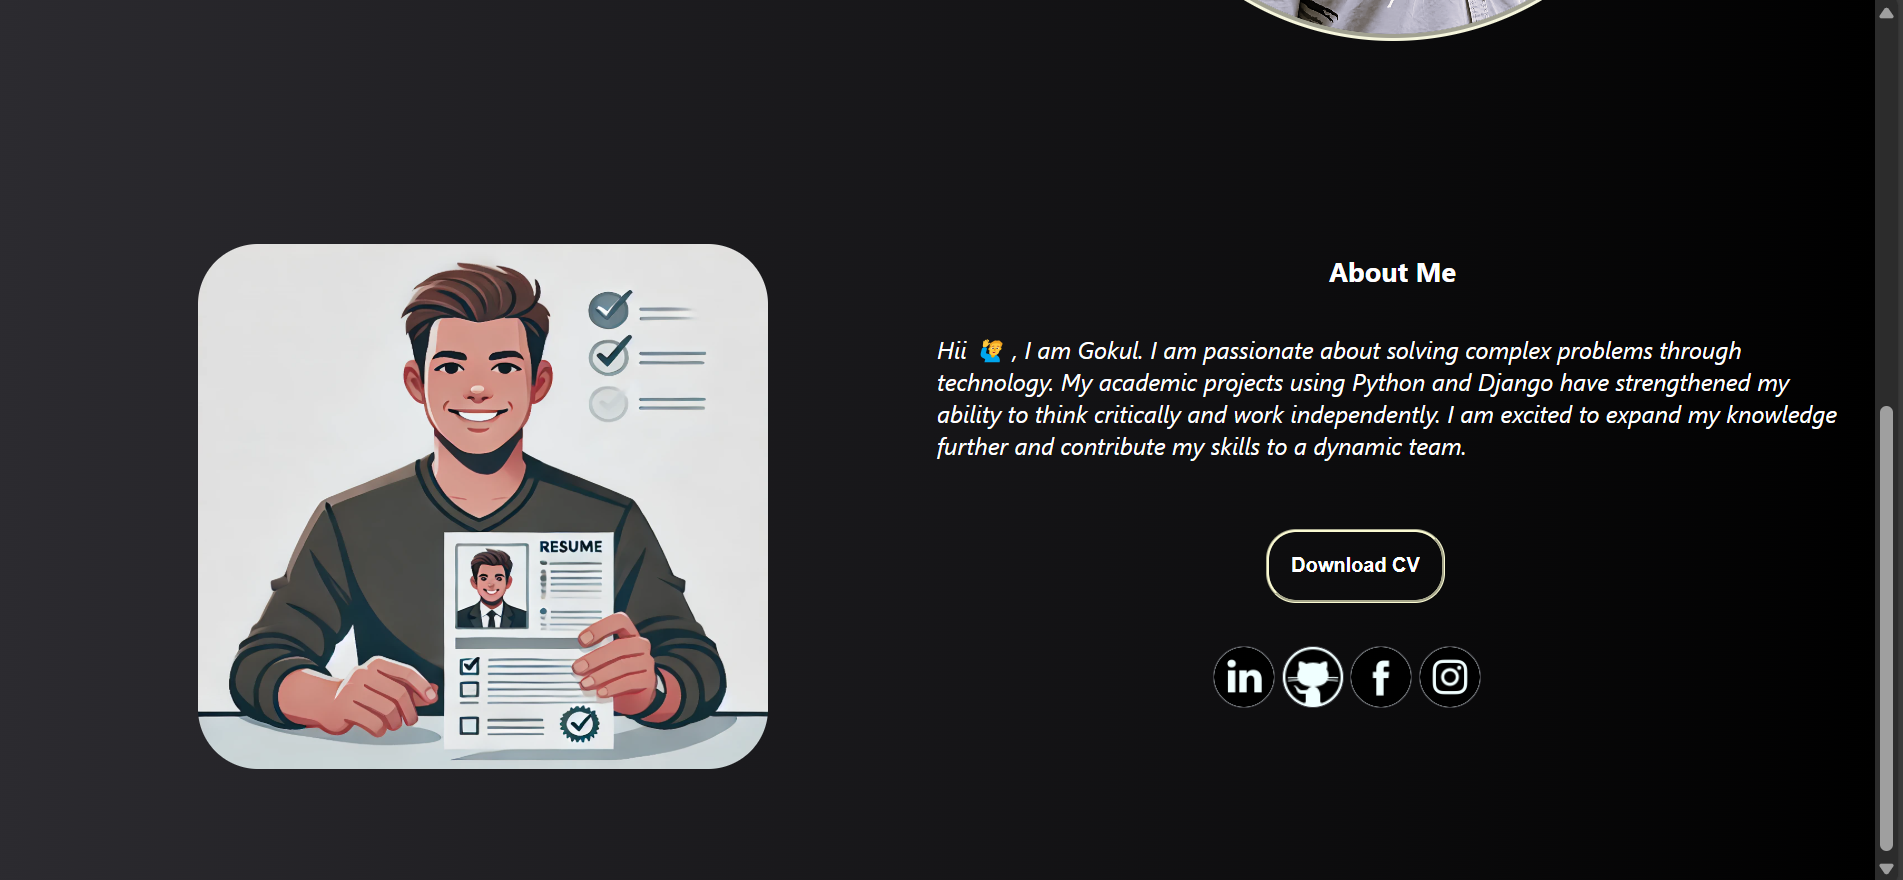 About Me
Hii 🙋‍♂️ , I am Gokul. I am passionate about solving complex problems through
technology. My academic projects using Python and Django have strengthened my
ability to think critically and work independently. I am excited to expand my knowledge
further and contribute my skills to a dynamic team.
RESUME
Download CV
in
f